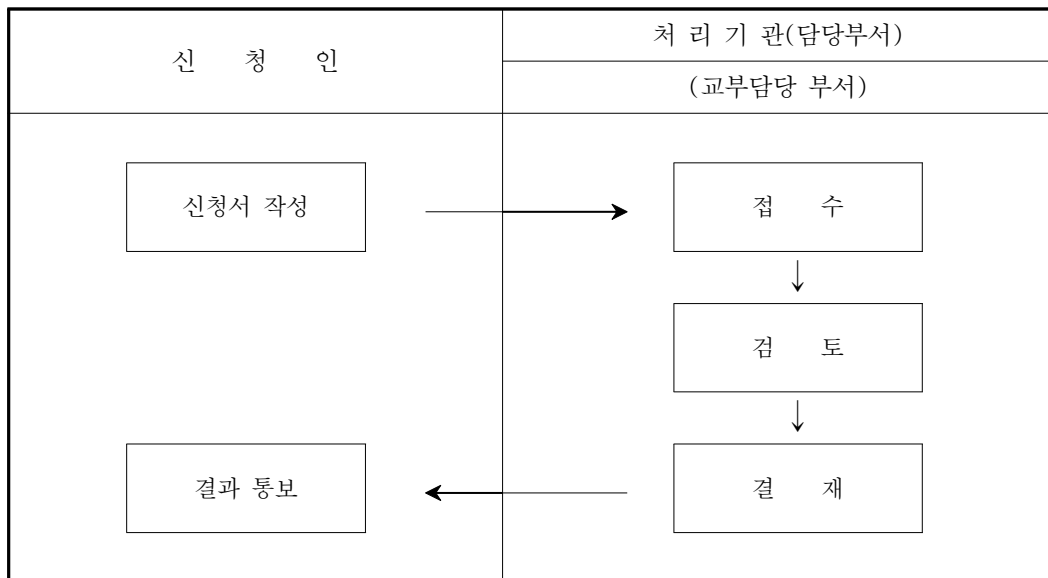 신 청 인
처 리 기 관(담당부서)
(교부담당 부서)
신청서 작성
접 수
검 토
결과 통보
결 재